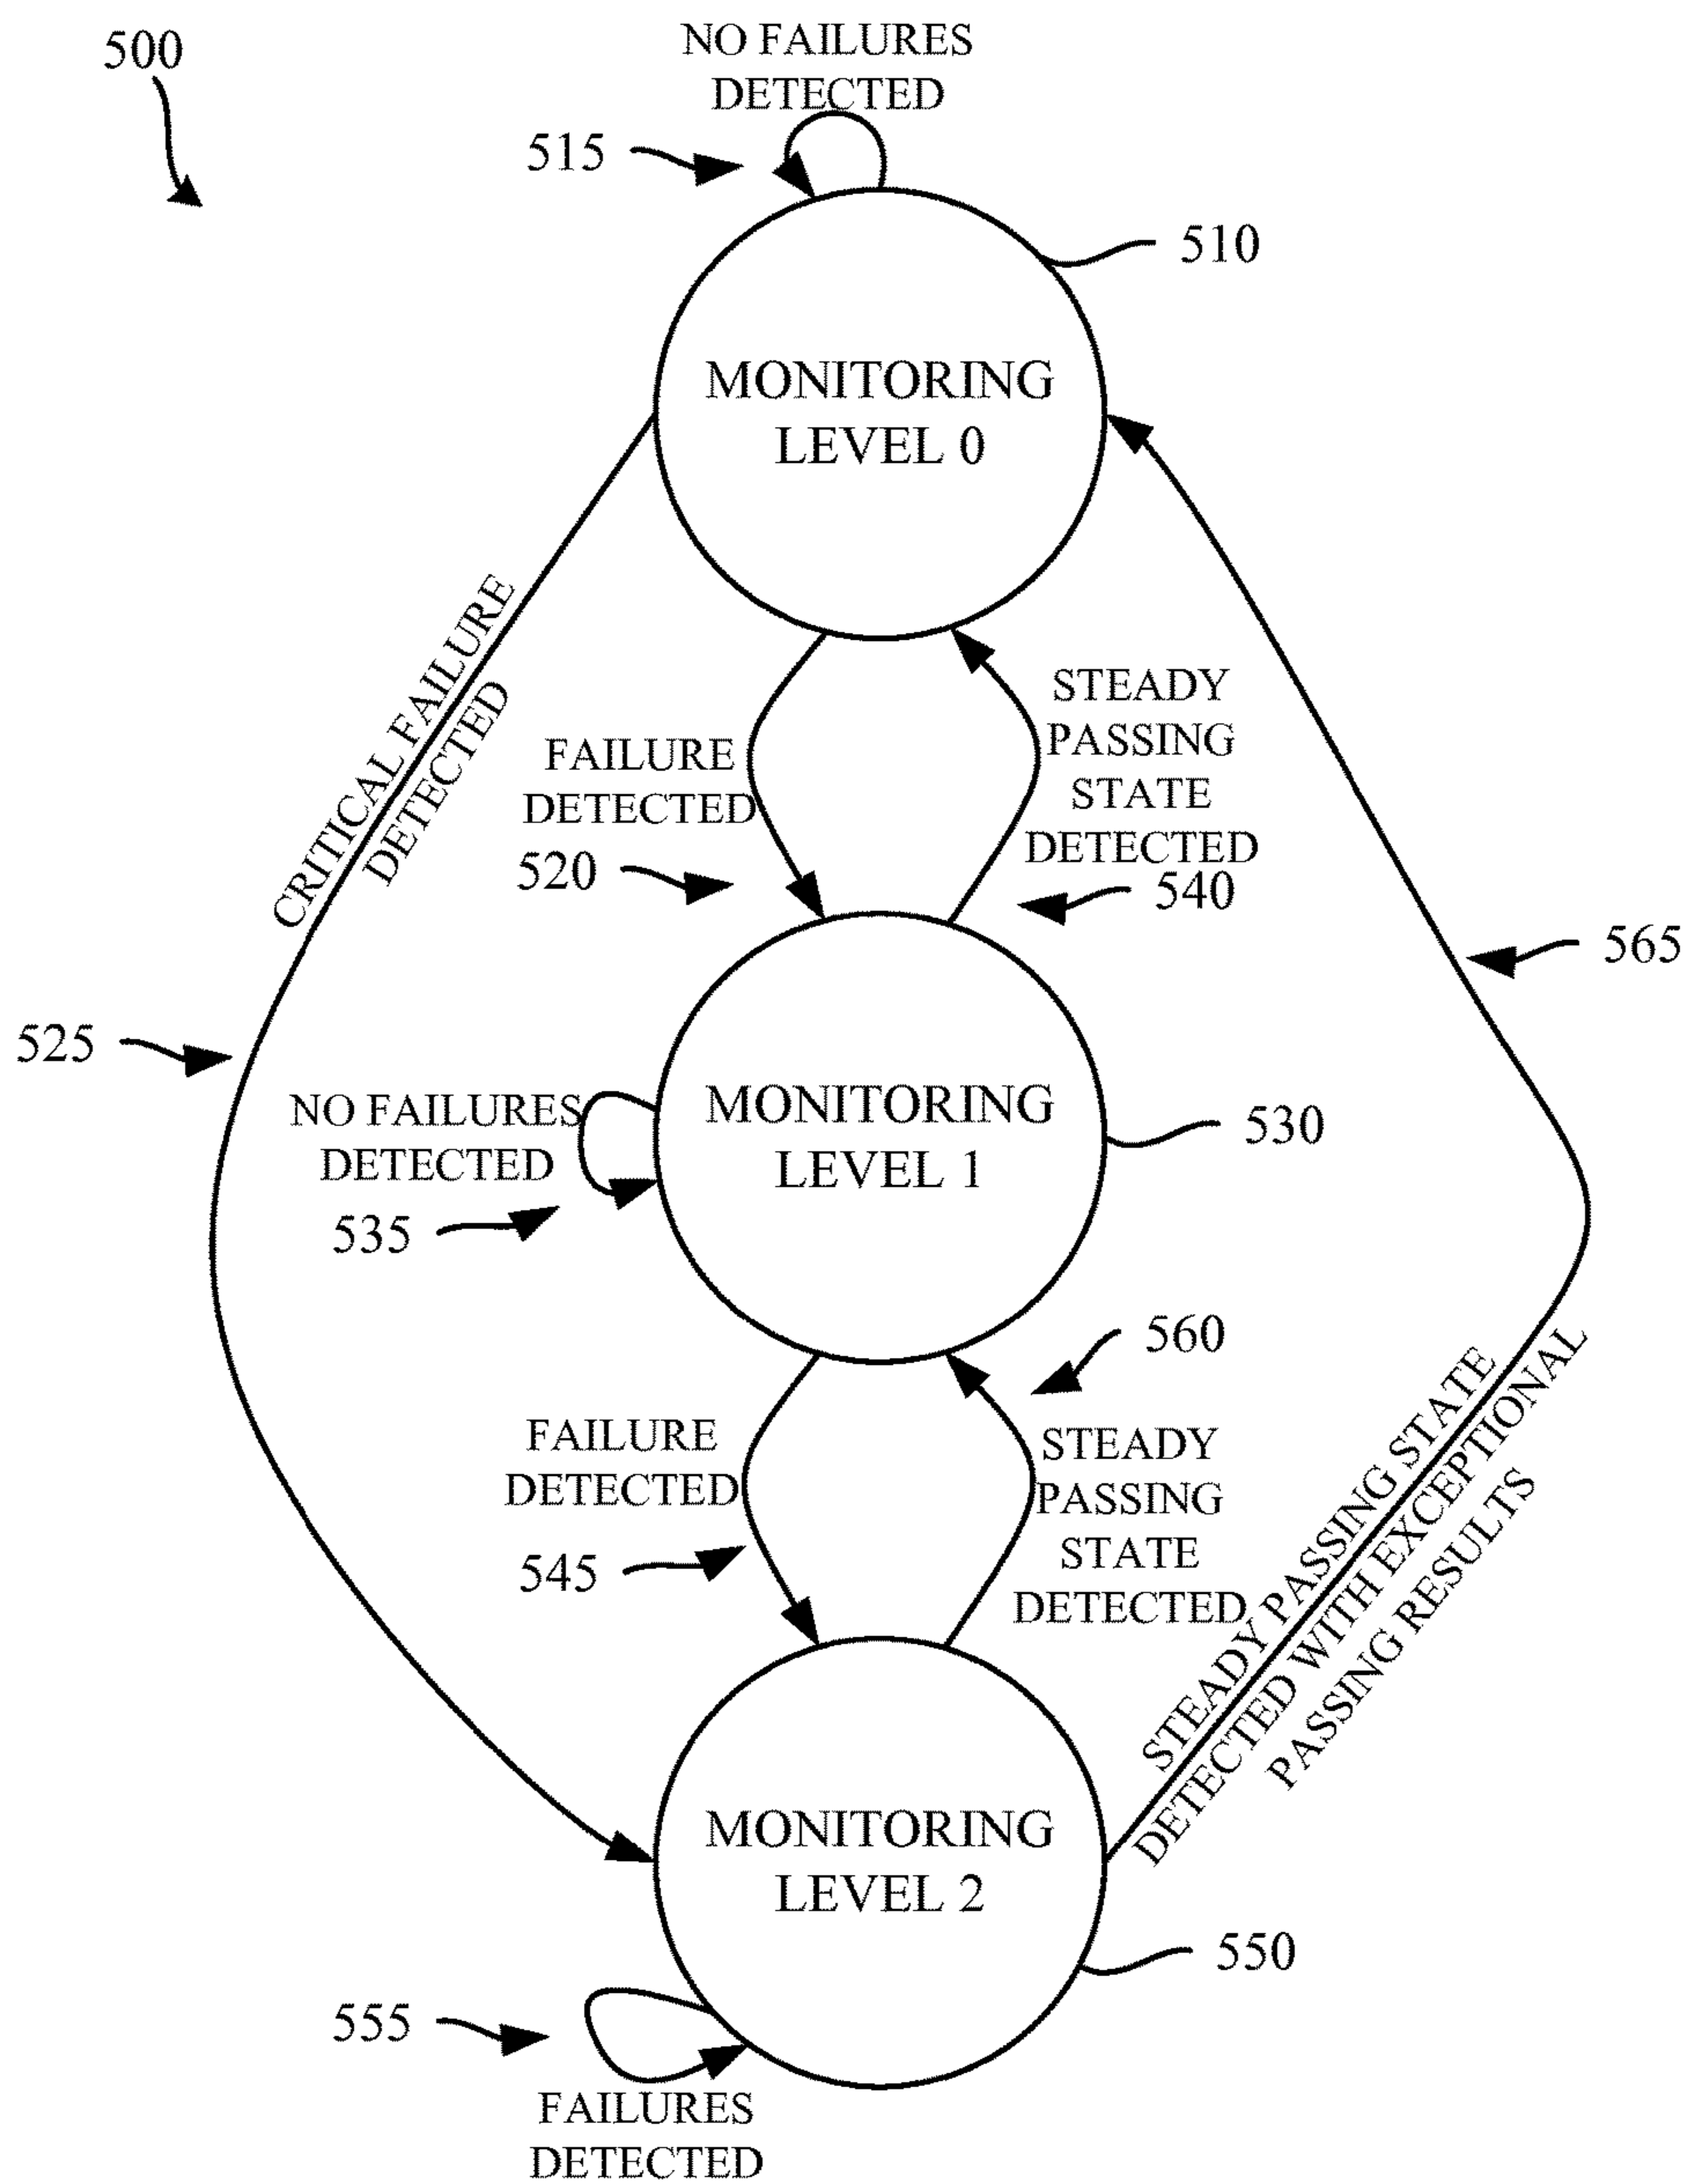 500
NO FAILURES
DETECTED
515
510
MONITORING
LEVEL 0
CRITICAL FAILURE
DETECTED
FAILURE
DETECTED
520
STEADY
PASSING
STATE
DETECTED
540
565
525
NO FAILURES
DETECTED
535
MONITORING
LEVEL 1
530
560
FAILURE
DETECTED
545
STEADY
PASSING
STATE
DETECTED
STEADY PASSING STATE
DETECTED WITH EXCEPTIONAL
PASSING RESULTS
MONITORING
LEVEL 2
550
555
FAILURES
DETECTED